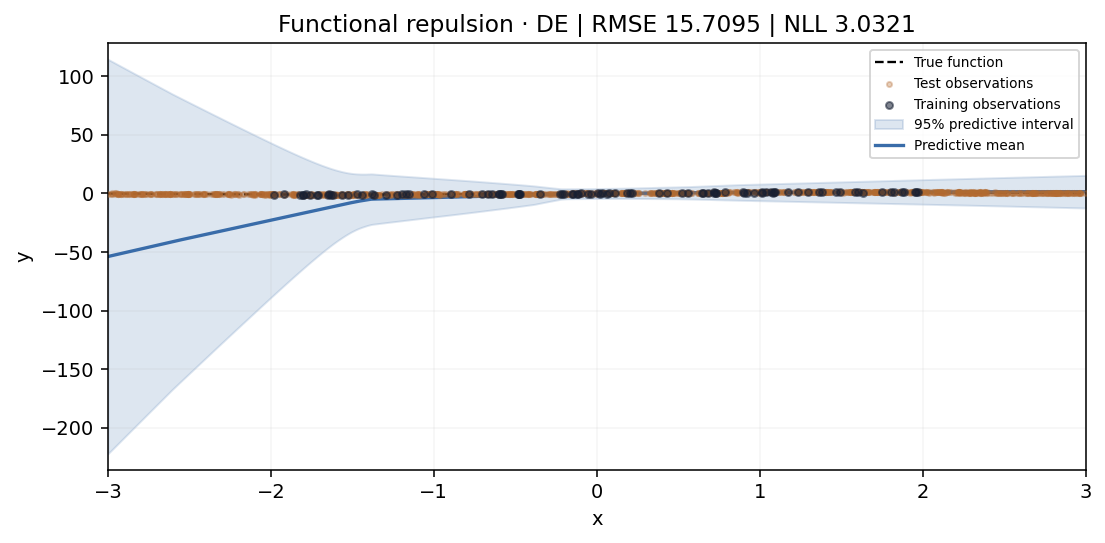 Functional repulsion · DE | RMSE 15.7095 | NLL 3.0321
True function
Test observations
Training observations
95% predictive interval
Predictive mean
100
50
0
−50
−100
−150
−200
y
−3
−2
−1
0
1
2
3
x